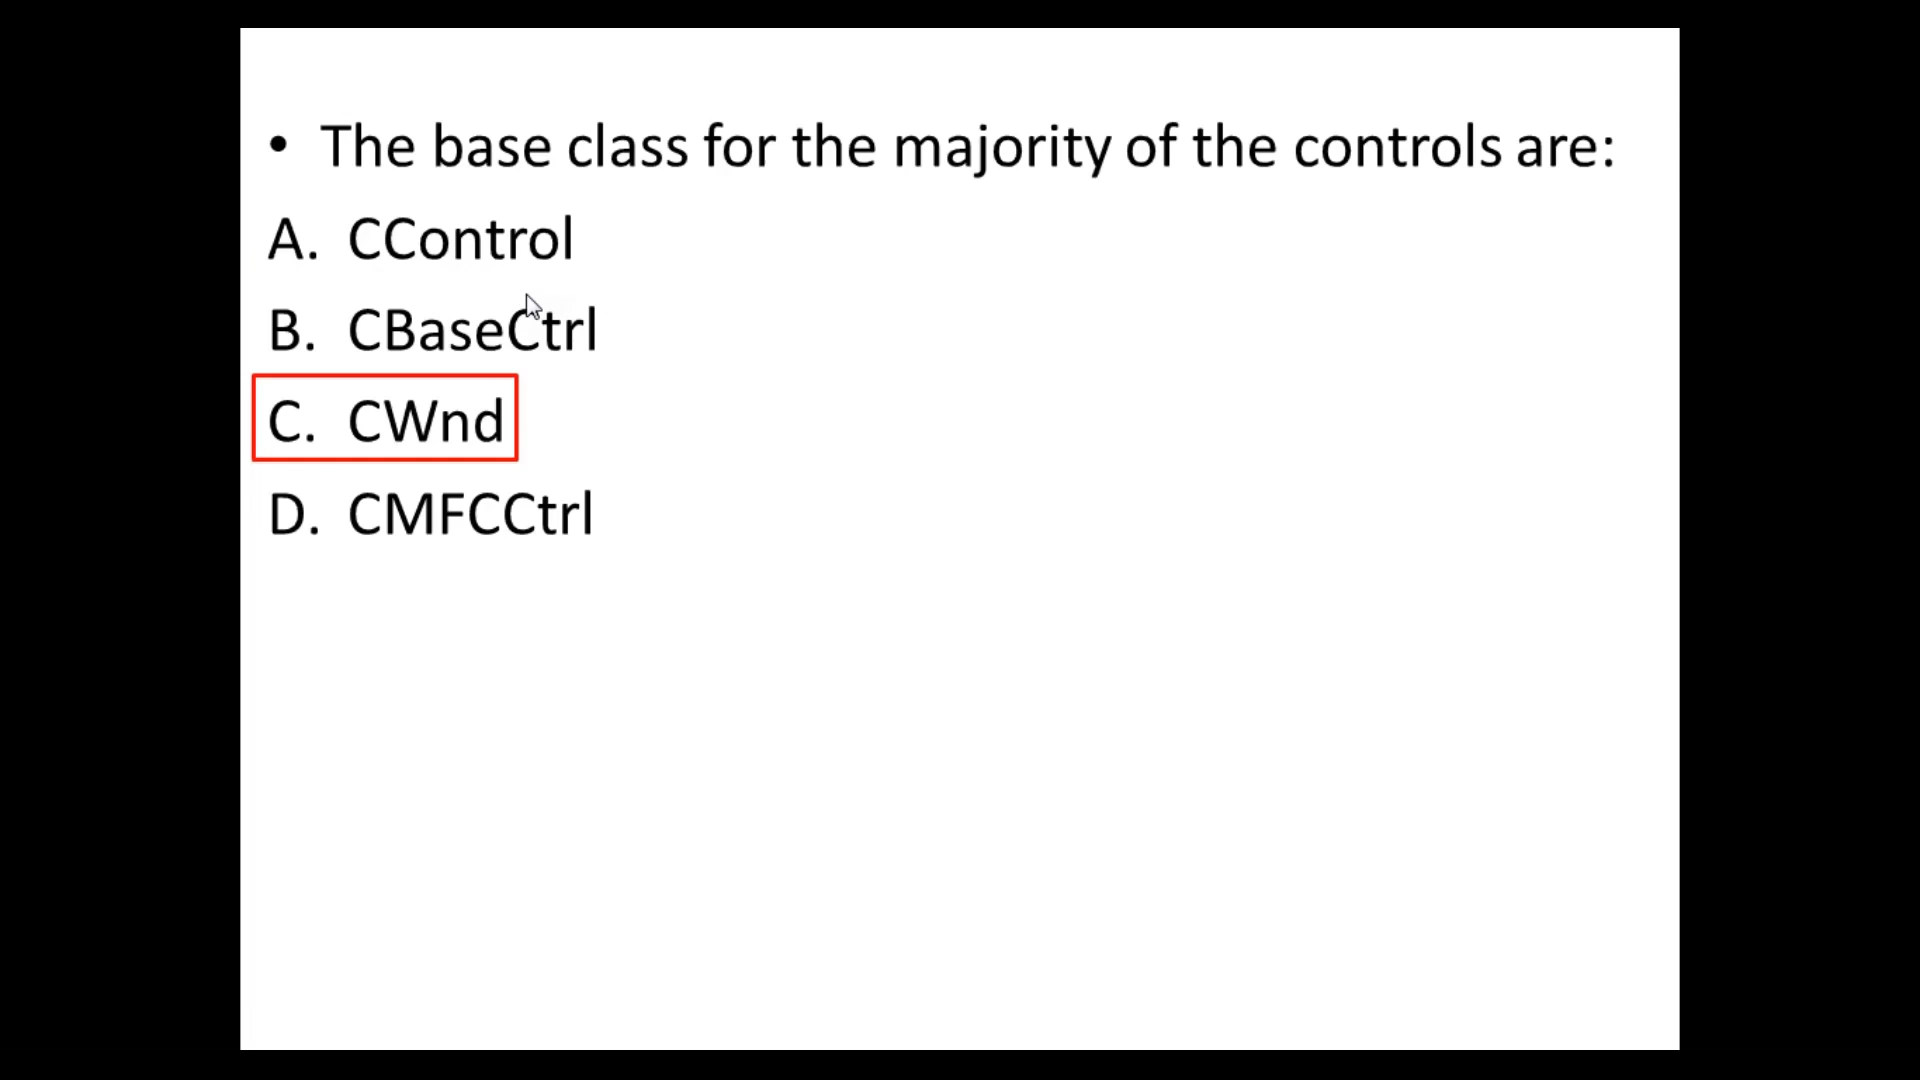 • The base class for the majority of the controls are:
A. CControl
B. CBaseCtrl
C. CWnd
D. CMFCCtrl